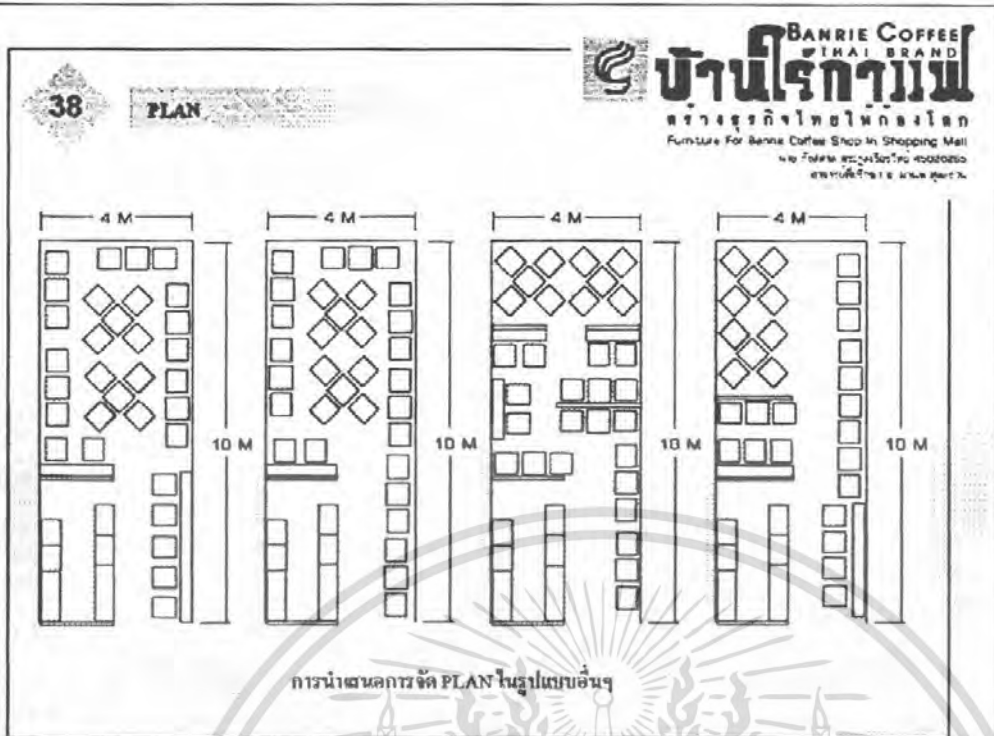 38
PLAN
BANRIE COFFEE
THAI BRAND
บ้านใร่กาแฟ
สร้างธุรกิจไทยให้ก้องโลก
Furniture For Banrie Coffee Shop In Shopping Mall
4 M
4 M
4 M
4 M
10 M
10 M
10 M
10 M
การนำเสนอการจัด PLAN ในรูปแบบอื่นๆ